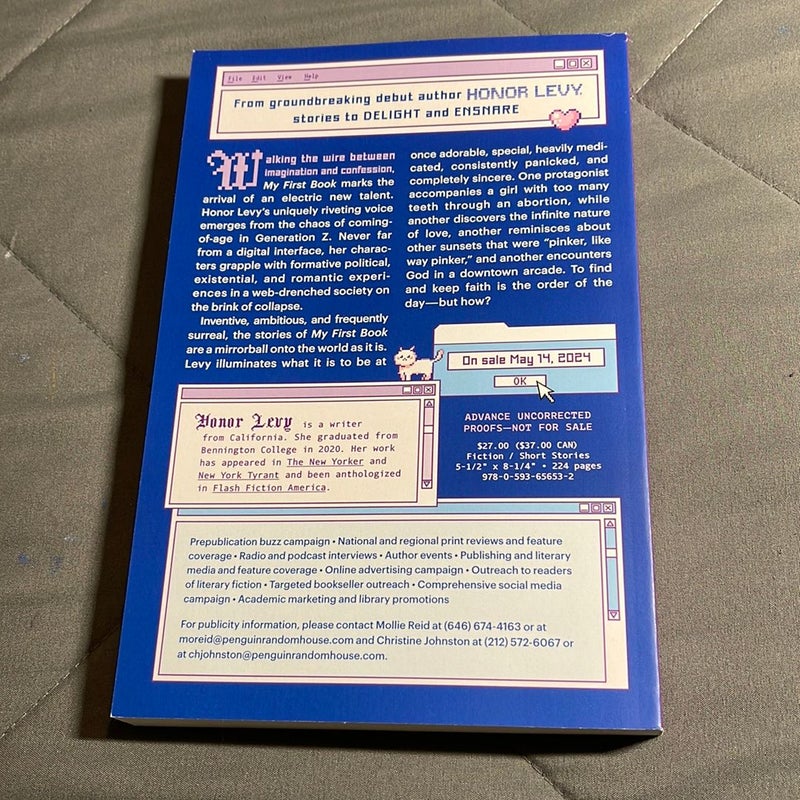 File Edit View Help
From groundbreaking debut author HONOR LEVY,
stories to DELIGHT and ENSNARE
Walking the wire between
imagination and confession,
My First Book marks the
arrival of an electric new talent.
Honor Levy's uniquely riveting voice
emerges from the chaos of coming-
of-age in Generation Z. Never far
from a digital interface, her charac-
ters grapple with formative political,
existential, and romantic experi-
ences in a web-drenched society on
the brink of collapse.
Inventive, ambitious, and frequently
surreal, the stories of My First Book
are a mirrorball onto the world as it is.
Levy illuminates what it is to be at
once adorable, special, heavily medi-
cated, consistently panicked, and
completely sincere. One protagonist
accompanies a girl with too many
teeth through an abortion, while
another discovers the infinite nature
of love, another reminisces about
other sunsets that were "pinker, like
way pinker," and another encounters
God in a downtown arcade. To find
and keep faith is the order of the
day—but how?
On sale May 14, 2024
OK
Honor Levy is a writer
from California. She graduated from
Bennington College in 2020. Her work
has appeared in The New Yorker and
New York Tyrant and been anthologized
in Flash Fiction America.
ADVANCE UNCORRECTED
PROOFS—NOT FOR SALE
$27.00 ($37.00 CAN)
Fiction / Short Stories
5-1/2" x 8-1/4" • 224 pages
978-0-593-65653-2
Prepublication buzz campaign • National and regional print reviews and feature
coverage • Radio and podcast interviews • Author events • Publishing and literary
media and feature coverage • Online advertising campaign • Outreach to readers
of literary fiction • Targeted bookseller outreach • Comprehensive social media
campaign • Academic marketing and library promotions
For publicity information, please contact Mollie Reid at (646) 674-4163 or at
moreid@penguinrandomhouse.com and Christine Johnston at (212) 572-6067 or
at chjohnston@penguinrandomhouse.com.